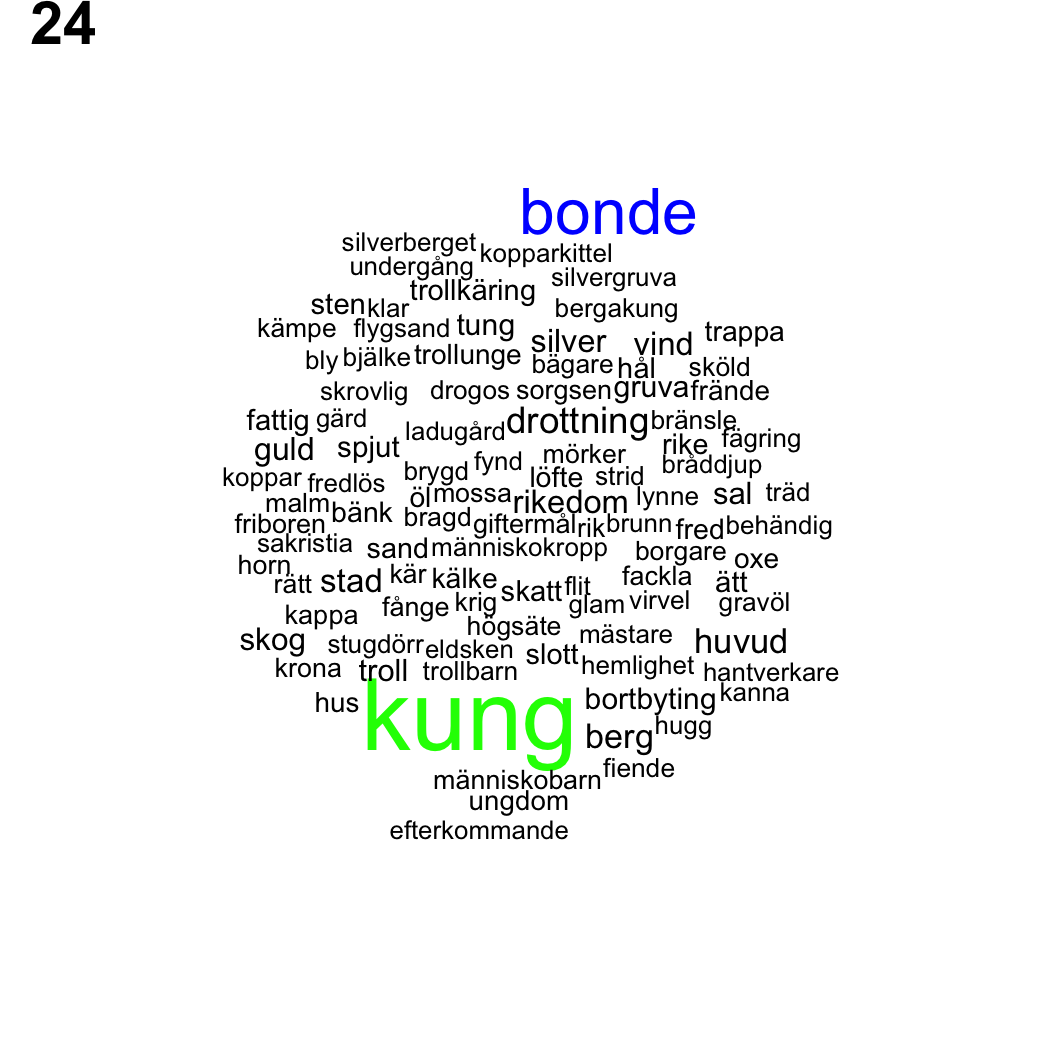 24
bonde
silverberget kopparkittel
undergång silvergruva
trollkäring
sten klar bergakung
kämpe flygsand tung trappa
silver vind
bly bjälke trollunge bägare hål sköld
skrovlig drogos sorgsen gruva frände
fattig gärd drottning bränsle
ladugård
guld spjut rike fägring
brygd fynd mörker bråddjup
koppar fredlös löfte strid
malm öl mossa rikedom lynne sal träd
friboren bänk bragd giftermål rik brunn fred behändig
sakristia sand människokropp borgare oxe
horn
rätt stad kär kälke skatt flit fackla ätt
kappa fånge krig glam virvel gravöl
skog högsäte mästare huvud
stugdörr eldsken slott
krona troll trollbarn hemlighet hantverkare
hus kung bortbyting kanna
berg hugg
människobarn fiende
ungdom
efterkommande